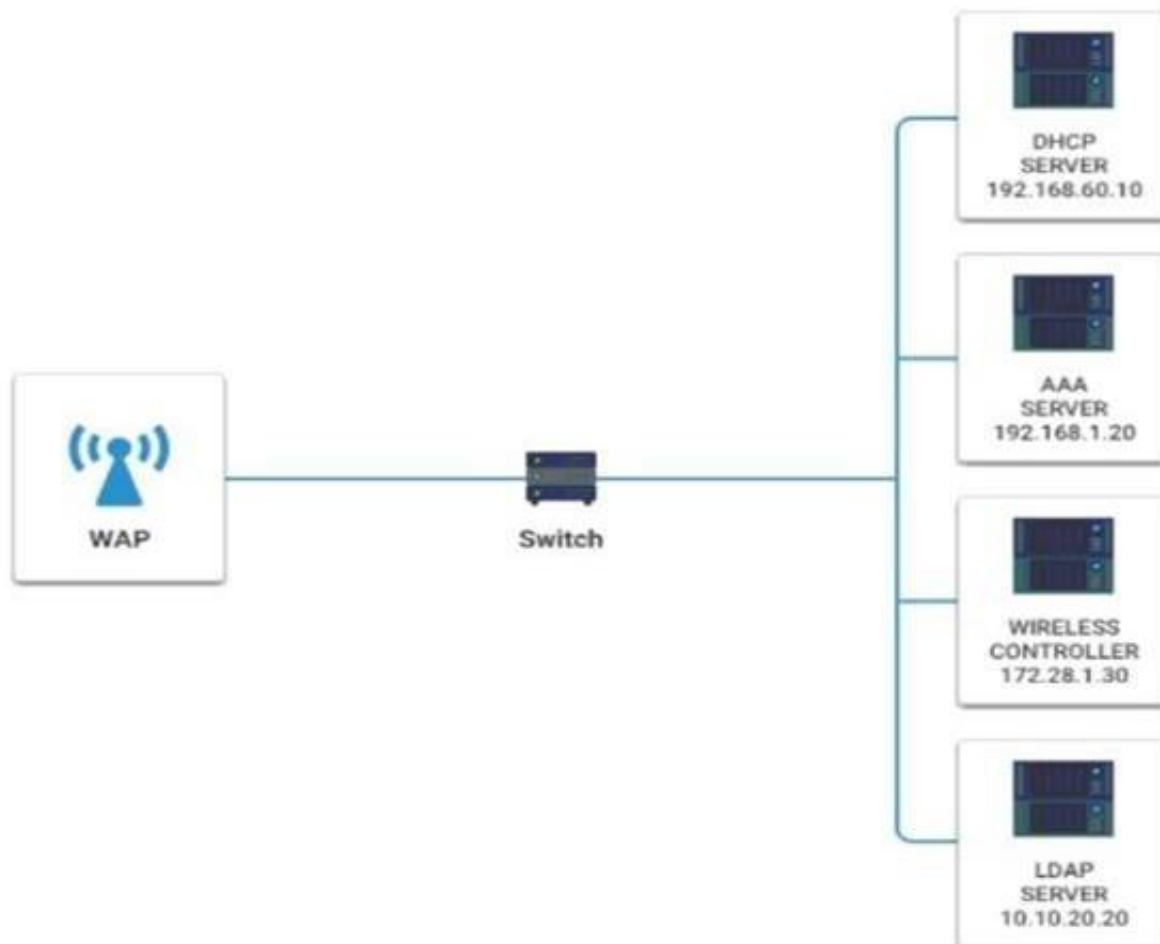 DHCP
SERVER
192.168.60.10
AAA
SERVER
192.168.1.20
WAP
Switch
WIRELESS
CONTROLLER
172.28.1.30
LDAP
SERVER
10.10.20.20